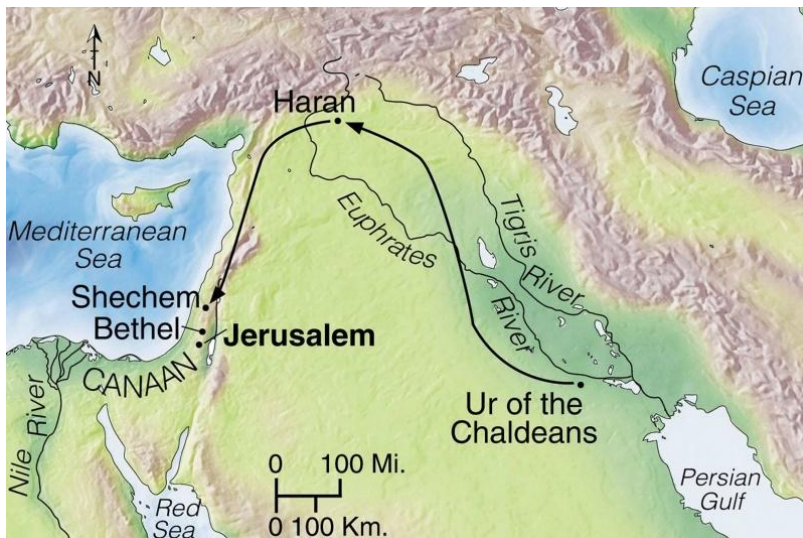 N
Haran
Caspian
Sea
Mediterranean
Sea
Euphrates
River
Tigris
River
Shechem
Bethel
Jerusalem
CANAAN
Ur of the
Chaldeans
Nile
River
Red
Sea
Persian
Gulf
0 100 Mi.
0 100 Km.